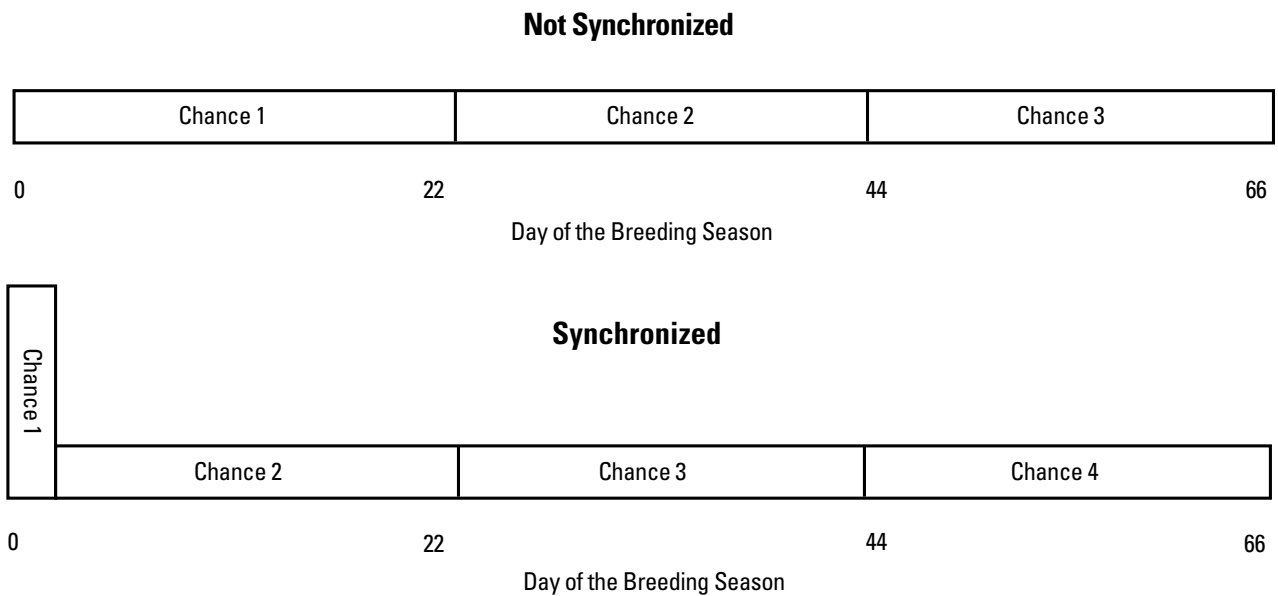 Not Synchronized
Chance 1 Chance 2 Chance 3
0 22 44 66
Day of the Breeding Season
Synchronized
Chance 1
Chance 2 Chance 3 Chance 4
0 22 44 66
Day of the Breeding Season